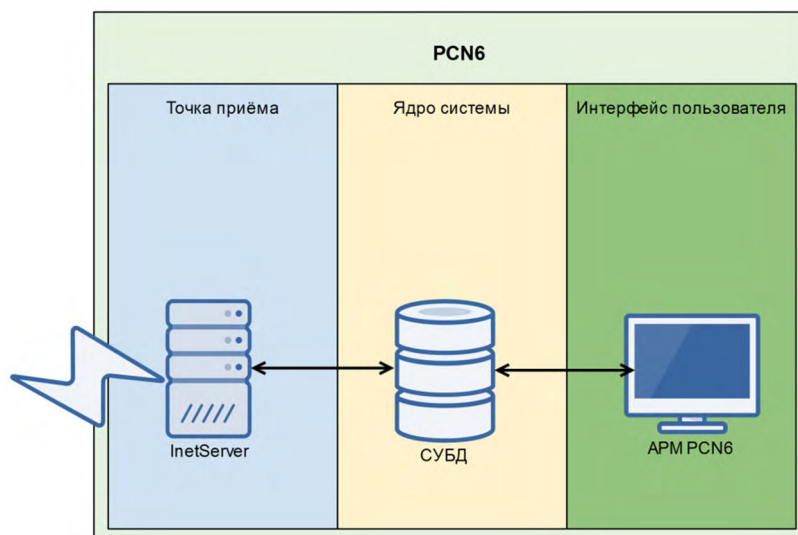 PCN6
Точка приёма
Ядро системы
Интерфейс пользователя
InetServer
СУБД
АРМ PCN6